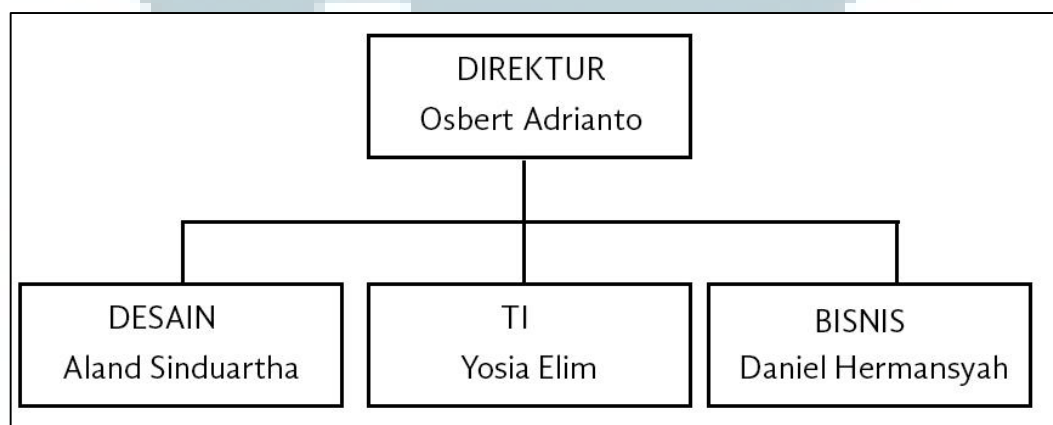 DIREKTUR
Osbert Adrianto
DESAIN
Aland Sinduartha
TI
Yosia Elim
BISNIS
Daniel Hermansyah